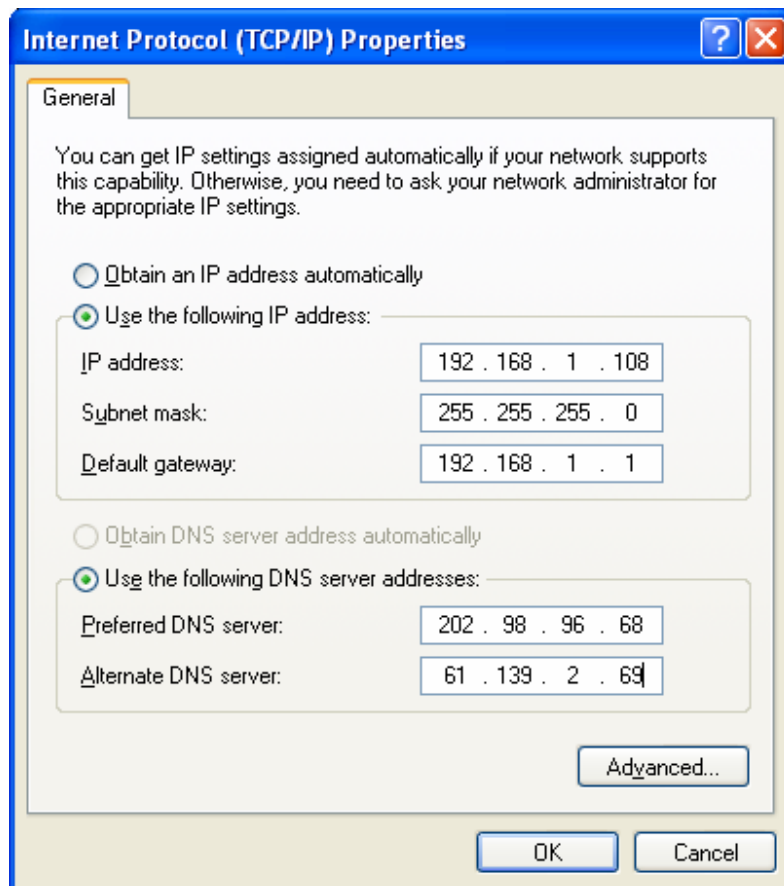 Internet Protocol (TCP/IP) Properties
General
You can get IP settings assigned automatically if your network supports
this capability. Otherwise, you need to ask your network administrator for
the appropriate IP settings.
Obtain an IP address automatically
Use the following IP address:
IP address: 192 . 168 . 1 . 108
Subnet mask: 255 . 255 . 255 . 0
Default gateway: 192 . 168 . 1 . 1
Obtain DNS server address automatically
Use the following DNS server addresses:
Preferred DNS server: 202 . 98 . 96 . 68
Alternate DNS server: 61 . 139 . 2 . 69
Advanced...
OK Cancel